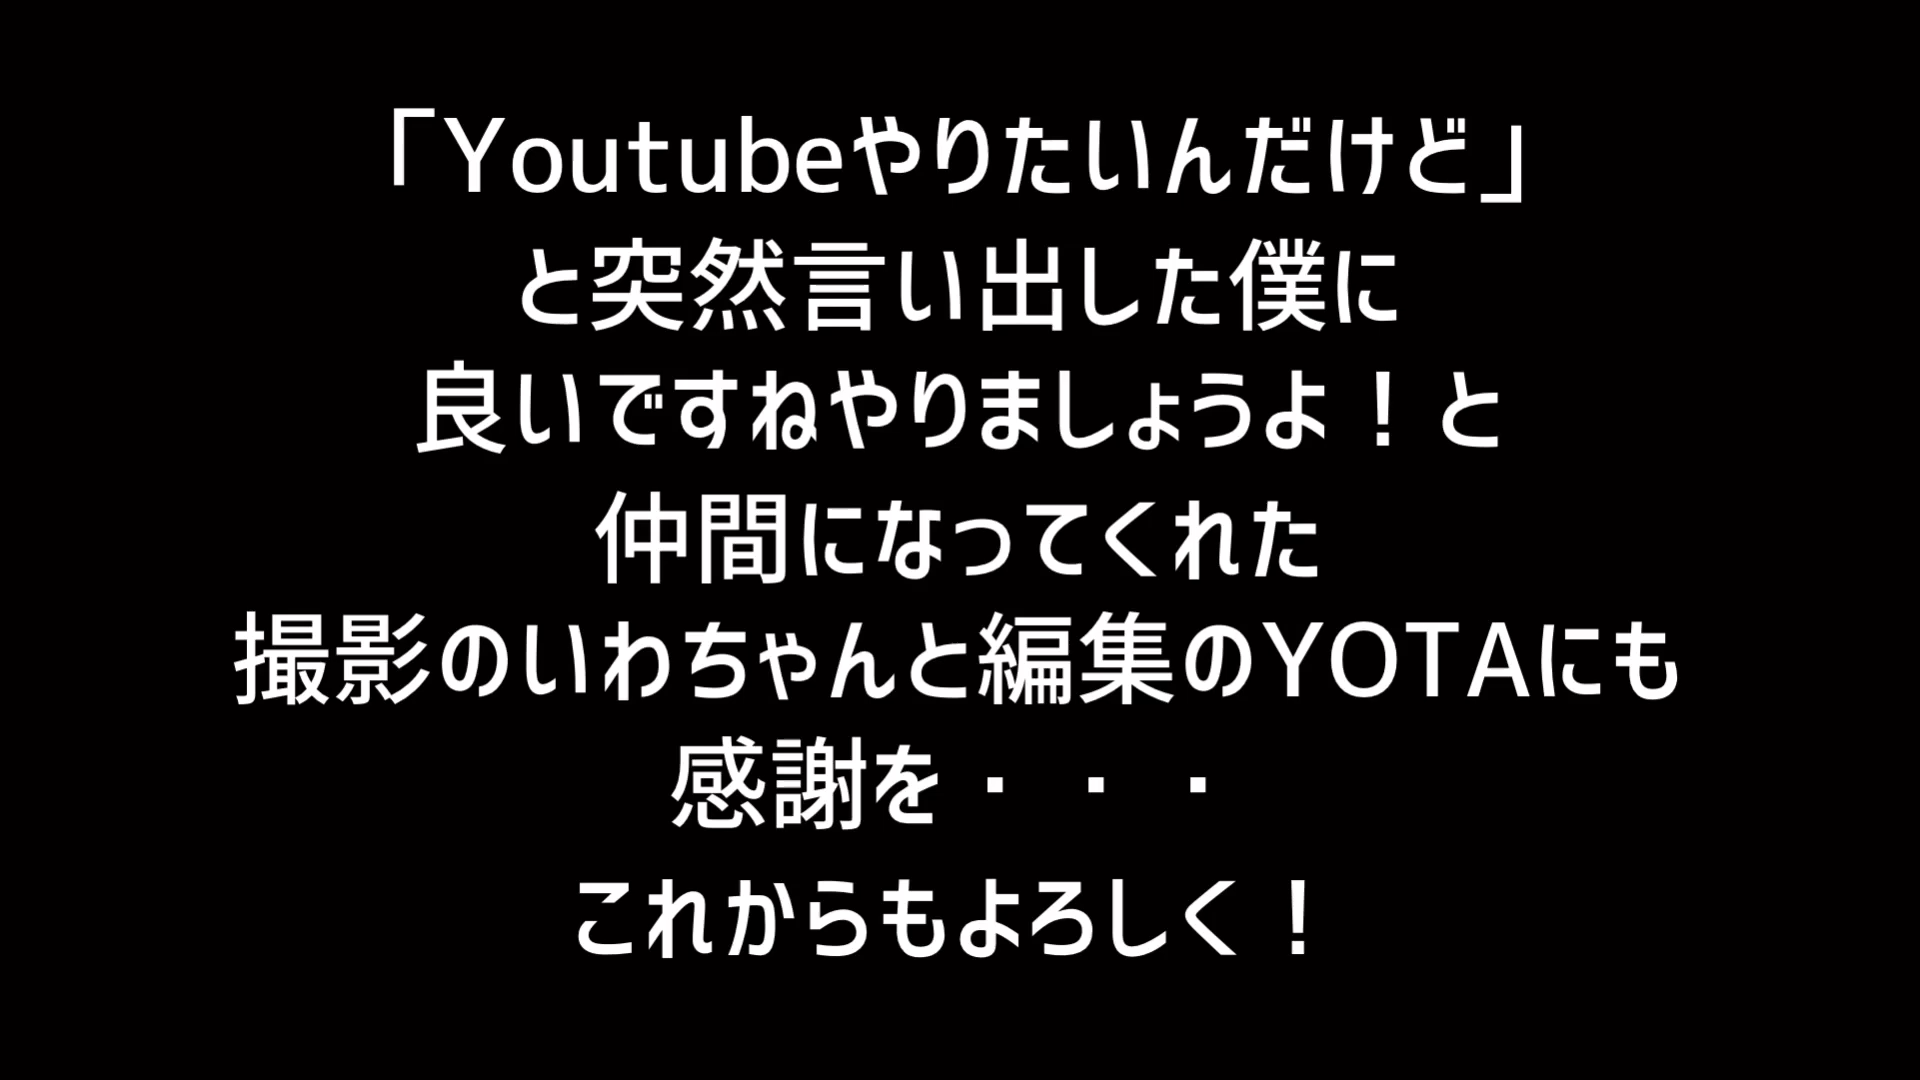 「Youtubeやりたいんだけど」
と突然言い出した僕に
良いですねやりましょうよ！と
仲間になってくれた
撮影のいわちゃんと編集のYOTAにも
感謝を・・・
これからもよろしく！